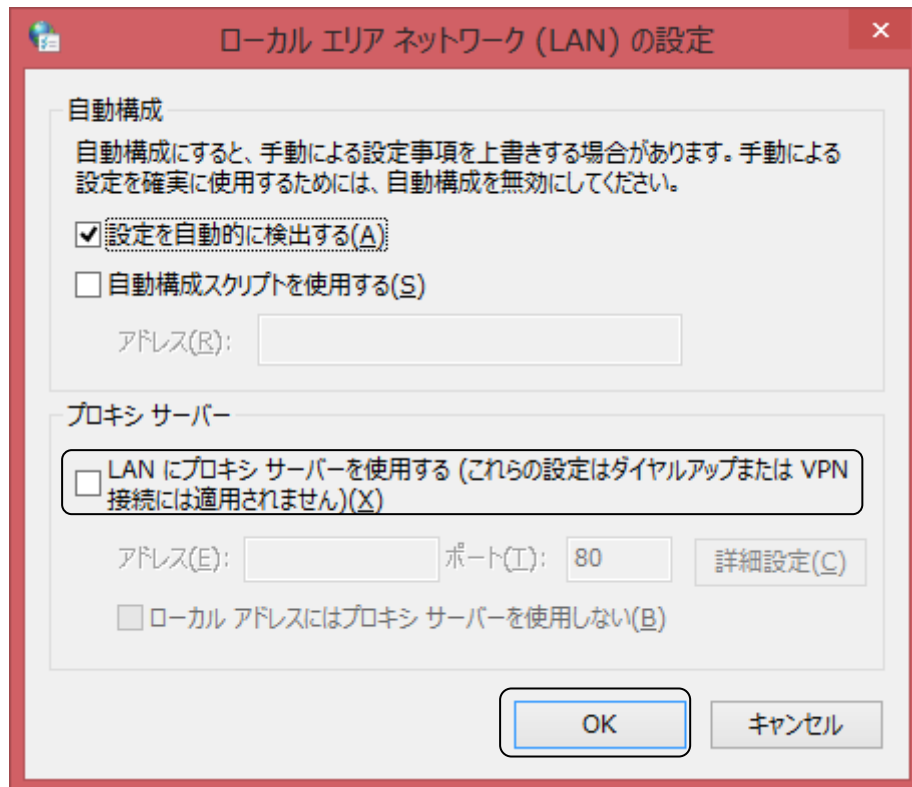 ローカル エリア ネットワーク (LAN) の設定
自動構成
自動構成にすると、手動による設定事項を上書きする場合があります。手動による
設定を確実に使用するためには、自動構成を無効にしてください。
設定を自動的に検出する(A)
自動構成スクリプトを使用する(S)
アドレス(R):
プロキシ サーバー
LAN にプロキシ サーバーを使用する (これらの設定はダイヤルアップまたは VPN
接続には適用されません)(X)
アドレス(E): ポート(T): 80 詳細設定(C)
ローカル アドレスにはプロキシ サーバーを使用しない(B)
OK キャンセル